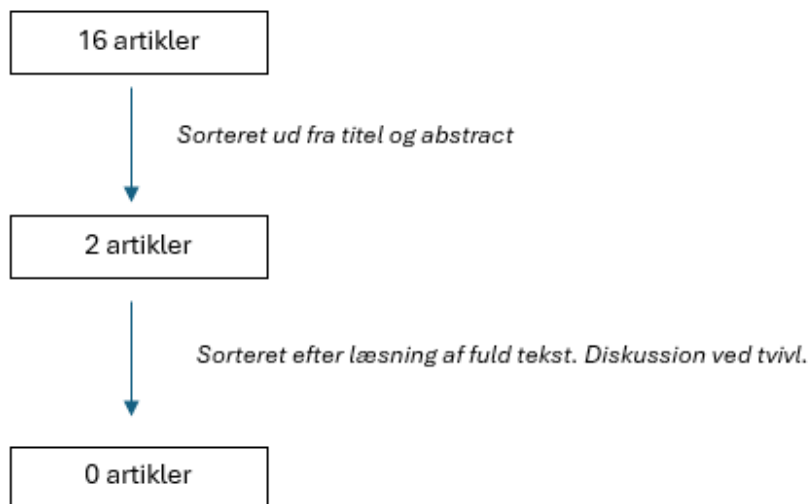 16 artikler
Sorteret ud fra titel og abstract
2 artikler
Sorteret efter læsning af fuld tekst. Diskussion ved tvivl.
0 artikler